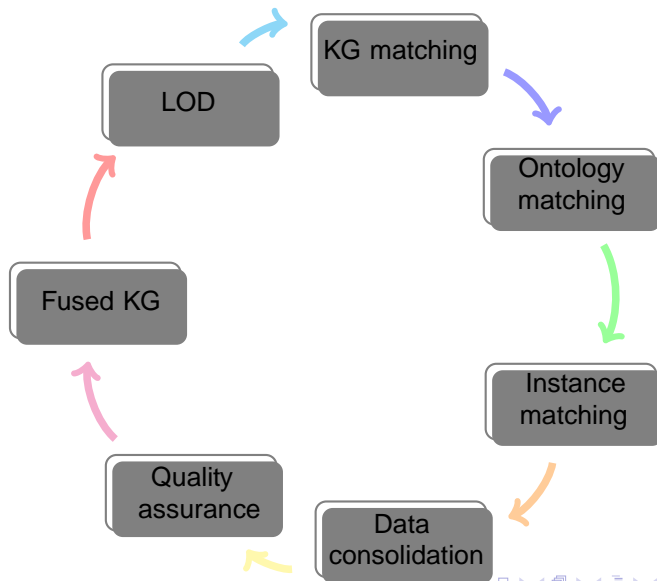 KG matching
LOD
Ontology
matching
Instance
matching
Data
consolidation
Quality
assurance
Fused KG